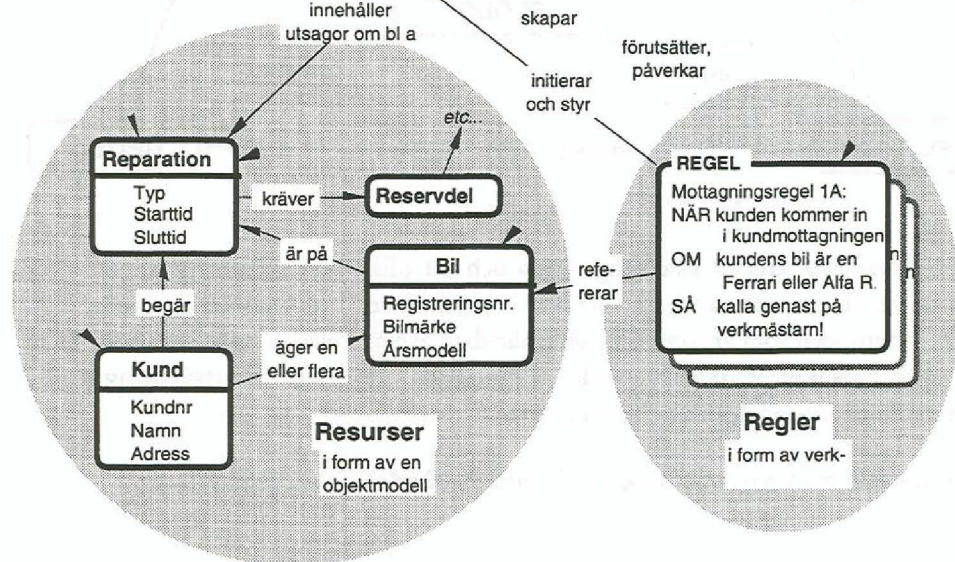 innehåller
utsagor om bl a
skapar
förutsätter,
påverkar
initierar
och styr
etc...
Reparation
Typ
Starttid
Sluttid
kräver
Reservdel
är på
Bil
Registreringsnr.
Bilmärke
Årsmodell
begär
äger en
eller flera
Kund
Kundnr
Namn
Adress
Resurser
i form av en
objektmodell
refe-
rerar
REGEL
Mottagningsregel 1A:
NÄR kunden kommer in
i kundmottagningen
OM kundens bil är en
Ferrari eller Alfa R.
SÅ kalla genast på
verkmästarn!
n
n
Regler
i form av verk-